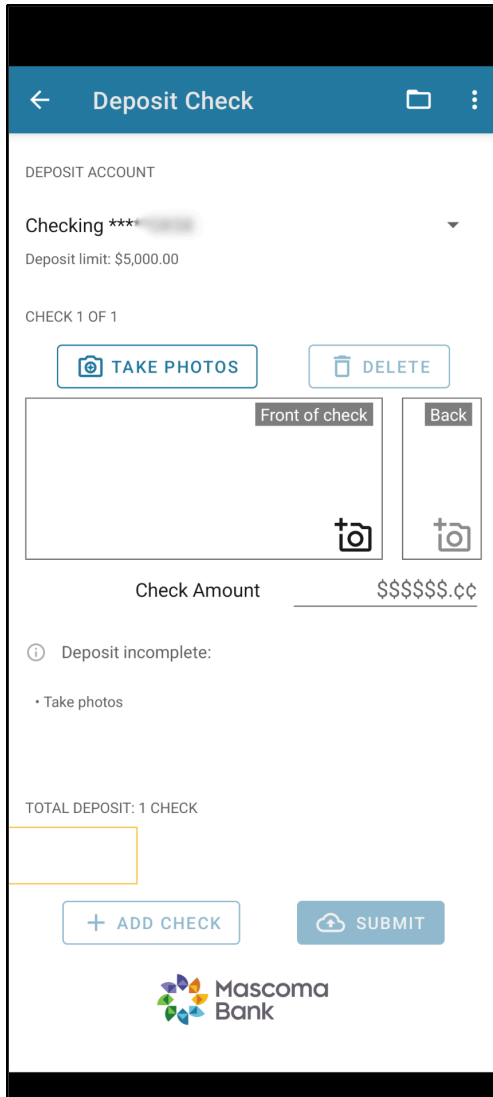 Deposit Check
DEPOSIT ACCOUNT
Checking ****
Deposit limit: $5,000.00
CHECK 1 OF 1
TAKE PHOTOS
DELETE
Front of check
Back
Check Amount
$$$$$$.¢¢
Deposit incomplete:
• Take photos
TOTAL DEPOSIT: 1 CHECK
ADD CHECK
SUBMIT
Mascoma
Bank